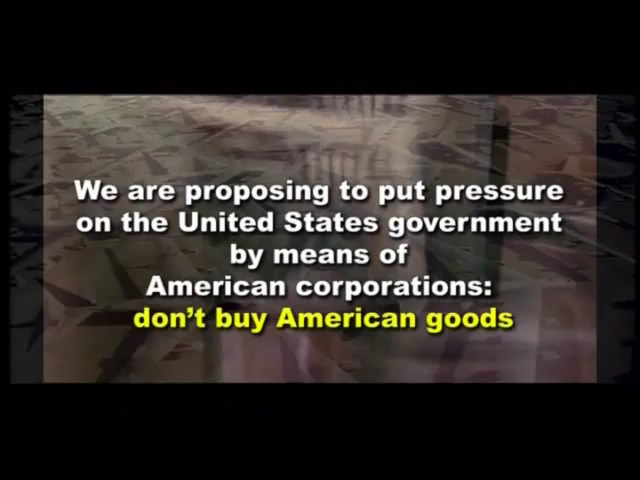 We are proposing to put pressure
on the United States government
by means of
American corporations:
don't buy American goods